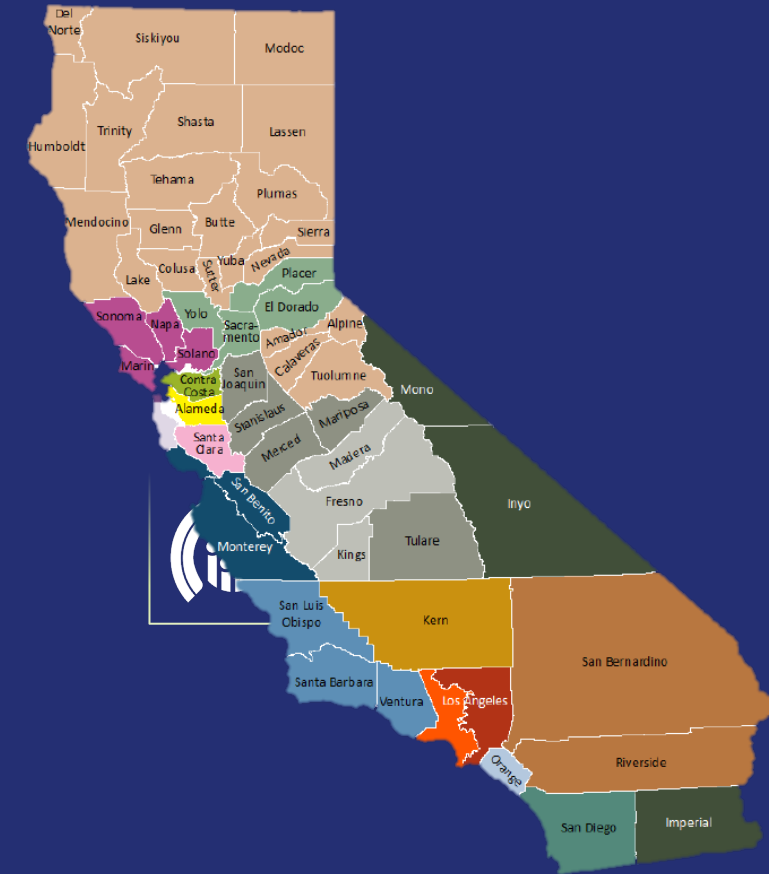 Del
Norte
Siskiyou
Modoc
Humboldt
Trinity
Shasta
Lassen
Tehama
Plumas
Mendocino
Glenn
Butte
Sierra
Lake
Colusa
Sutter
Yuba
Nevada
Placer
Sonoma
Napa
Yolo
El Dorado
Sacra-
mento
Amador
Alpine
Marin
Solano
Calaveras
Tuolumne
Contra
Costa
San
Joaquin
Mono
Alameda
Stanislaus
Mariposa
Santa
Clara
Merced
Madera
San Benito
Fresno
Inyo
Monterey
Kings
Tulare
San Luis
Obispo
Kern
San Bernardino
Santa Barbara
Ventura
Los Angeles
Orange
Riverside
San Diego
Imperial